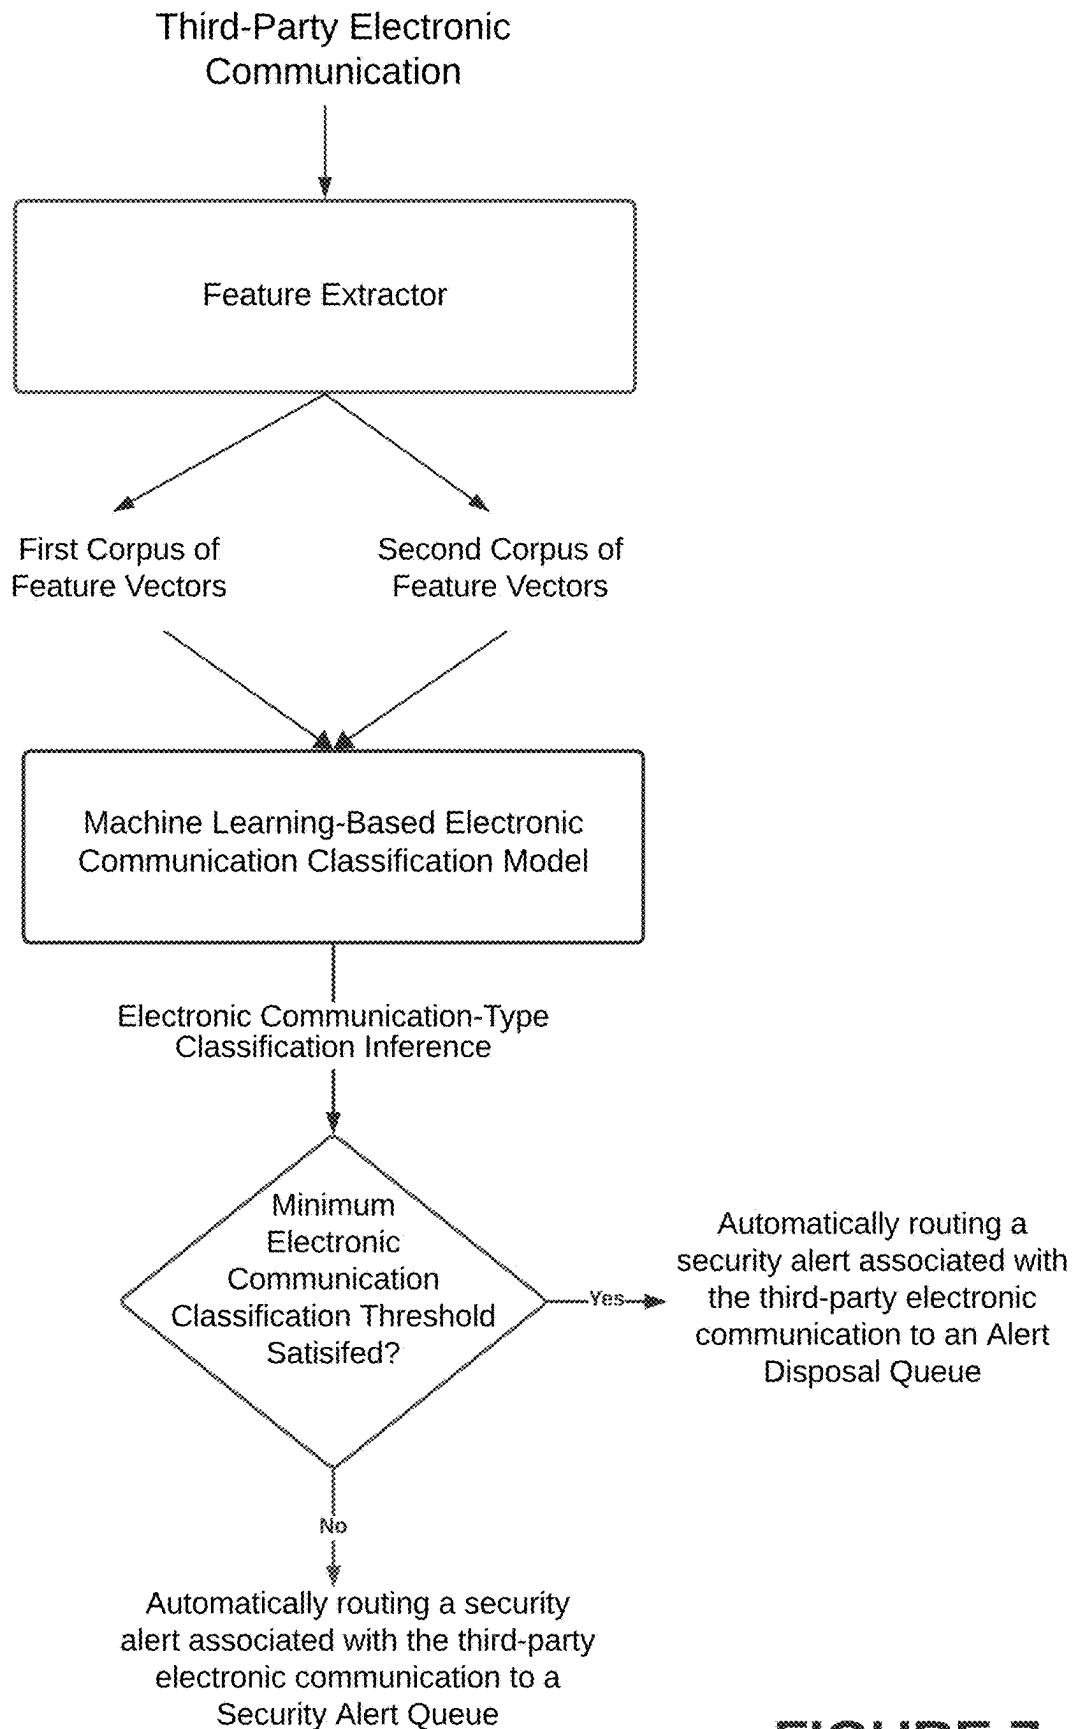 Third-Party Electronic
Communication
Feature Extractor
First Corpus of
Feature Vectors
Second Corpus of
Feature Vectors
Machine Learning-Based Electronic
Communication Classification Model
Electronic Communication-Type
Classification Inference
Minimum
Electronic
Communication
Classification Threshold
Satisifed?
Yes
Automatically routing a
security alert associated with
the third-party electronic
communication to an Alert
Disposal Queue
No
Automatically routing a security
alert associated with the third-party
electronic communication to a
Security Alert Queue
FIGURE